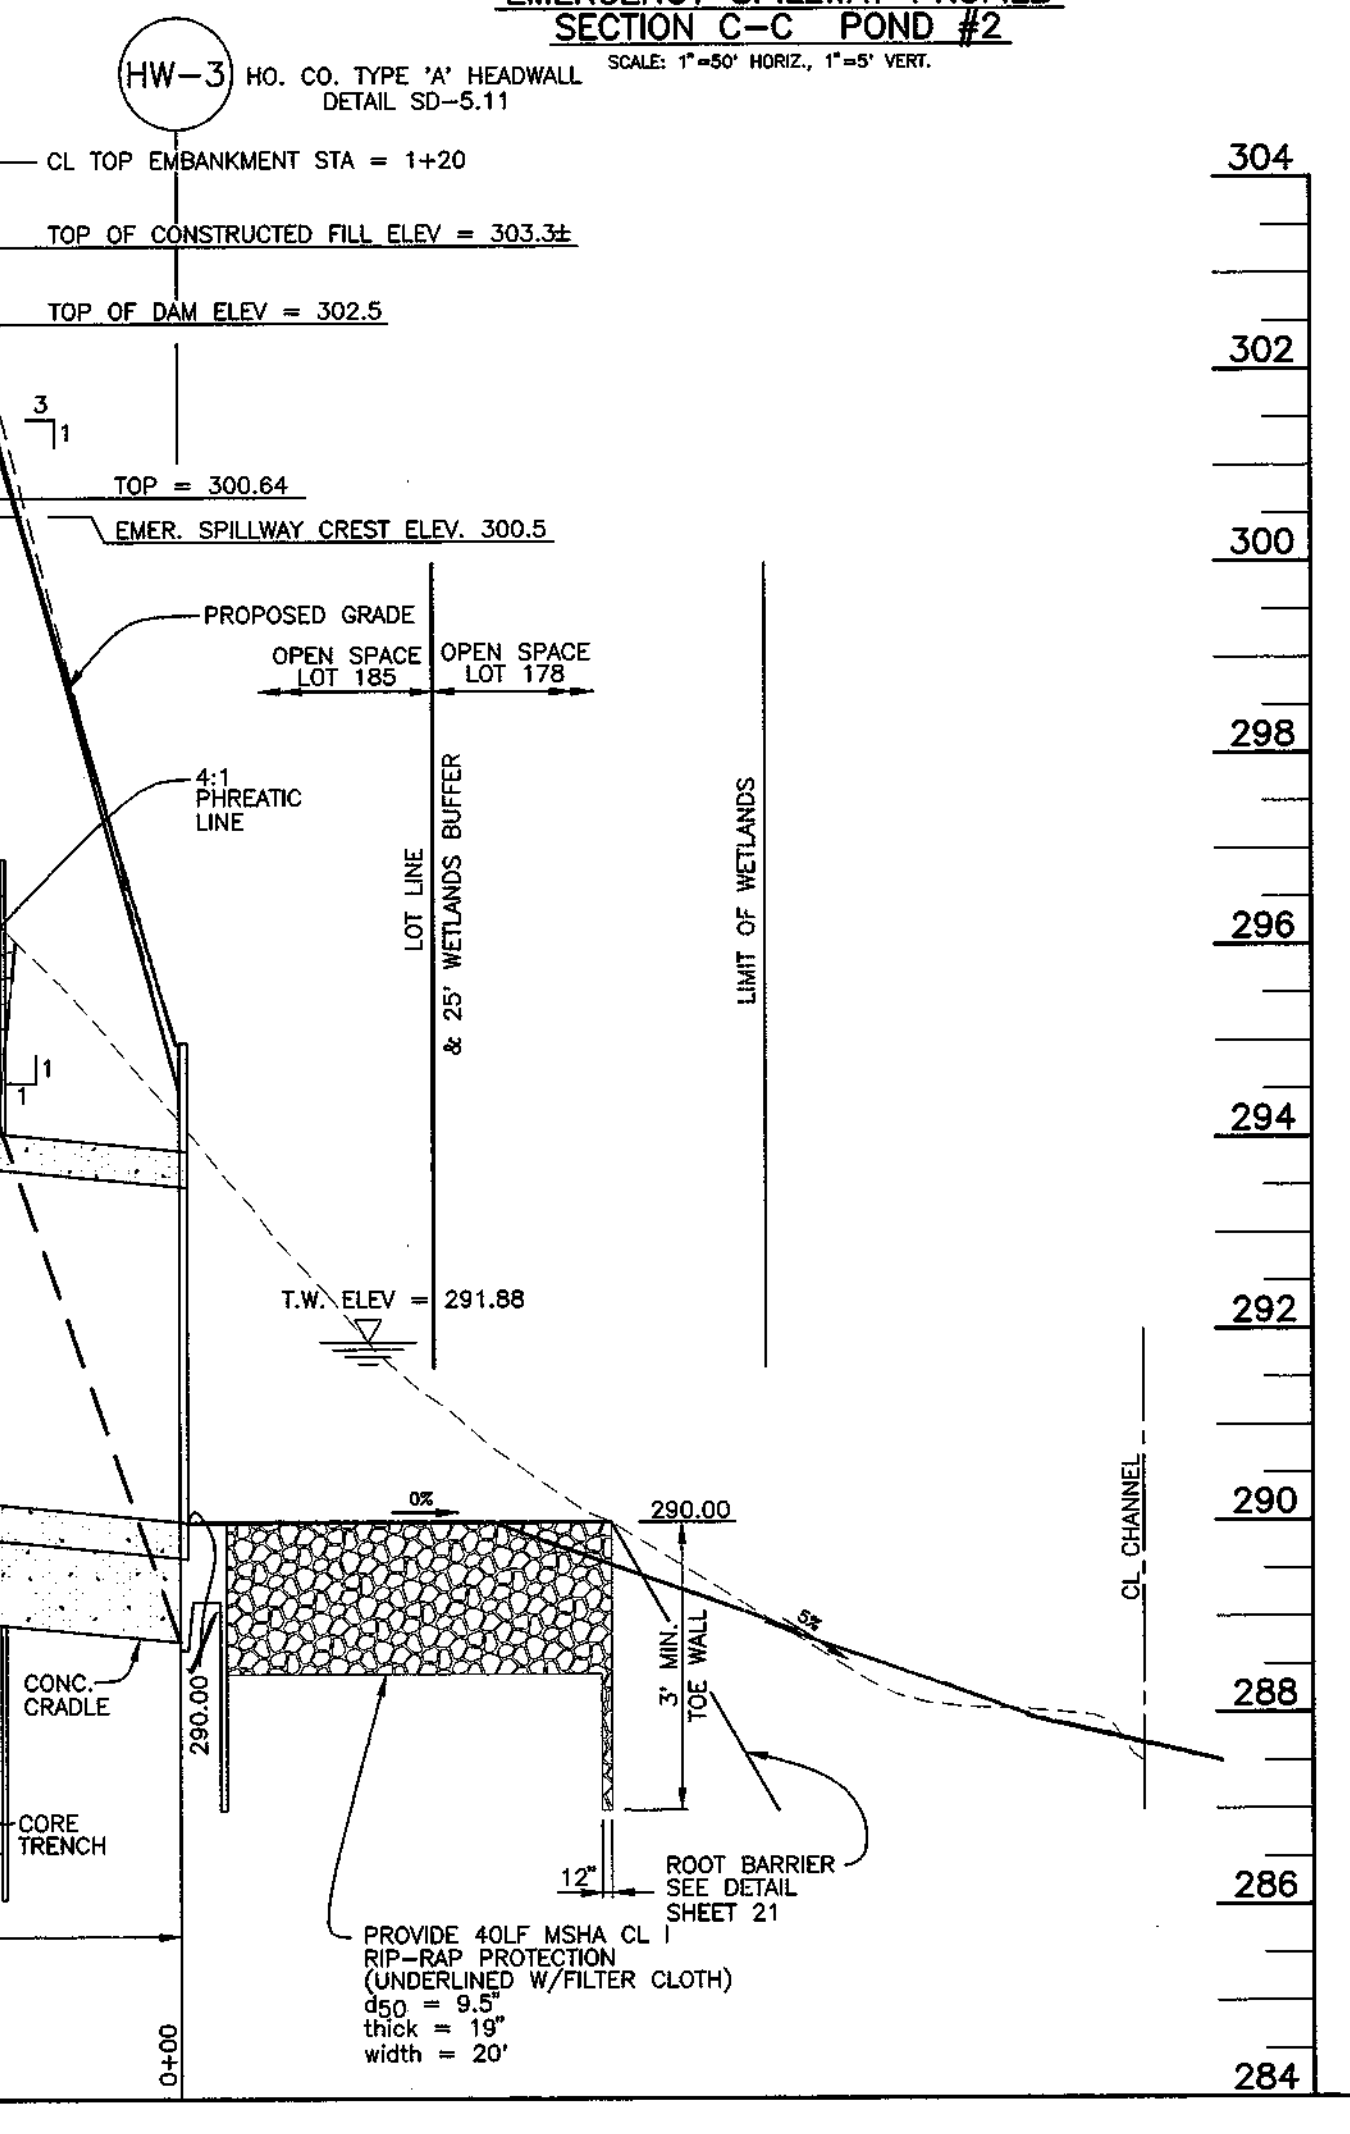 EMERGENCY SPILLWAY PROFILE
SECTION C-C POND #2
SCALE: 1"=50' HORIZ., 1"=5' VERT.
HW-3
HO. CO. TYPE 'A' HEADWALL
DETAIL SD-5.11
CL TOP EMBANKMENT STA = 1+20
TOP OF CONSTRUCTED FILL ELEV = 303.3±
TOP OF DAM ELEV = 302.5
3
1
TOP = 300.64
EMER. SPILLWAY CREST ELEV. 300.5
PROPOSED GRADE
OPEN SPACE
LOT 185
OPEN SPACE
LOT 178
4:1
PHREATIC
LINE
LOT LINE
& 25' WETLANDS BUFFER
LIMIT OF WETLANDS
1
1
T.W. ELEV = 291.88
0%
290.00
5%
3' MIN.
TOE WALL
CL CHANNEL
CONC.
CRADLE
290.00
CORE
TRENCH
12"
ROOT BARRIER
SEE DETAIL
SHEET 21
PROVIDE 40LF MSHA CL I
RIP-RAP PROTECTION
(UNDERLINED W/FILTER CLOTH)
d50 = 9.5"
thick = 19"
width = 20'
0+00
304
302
300
298
296
294
292
290
288
286
284